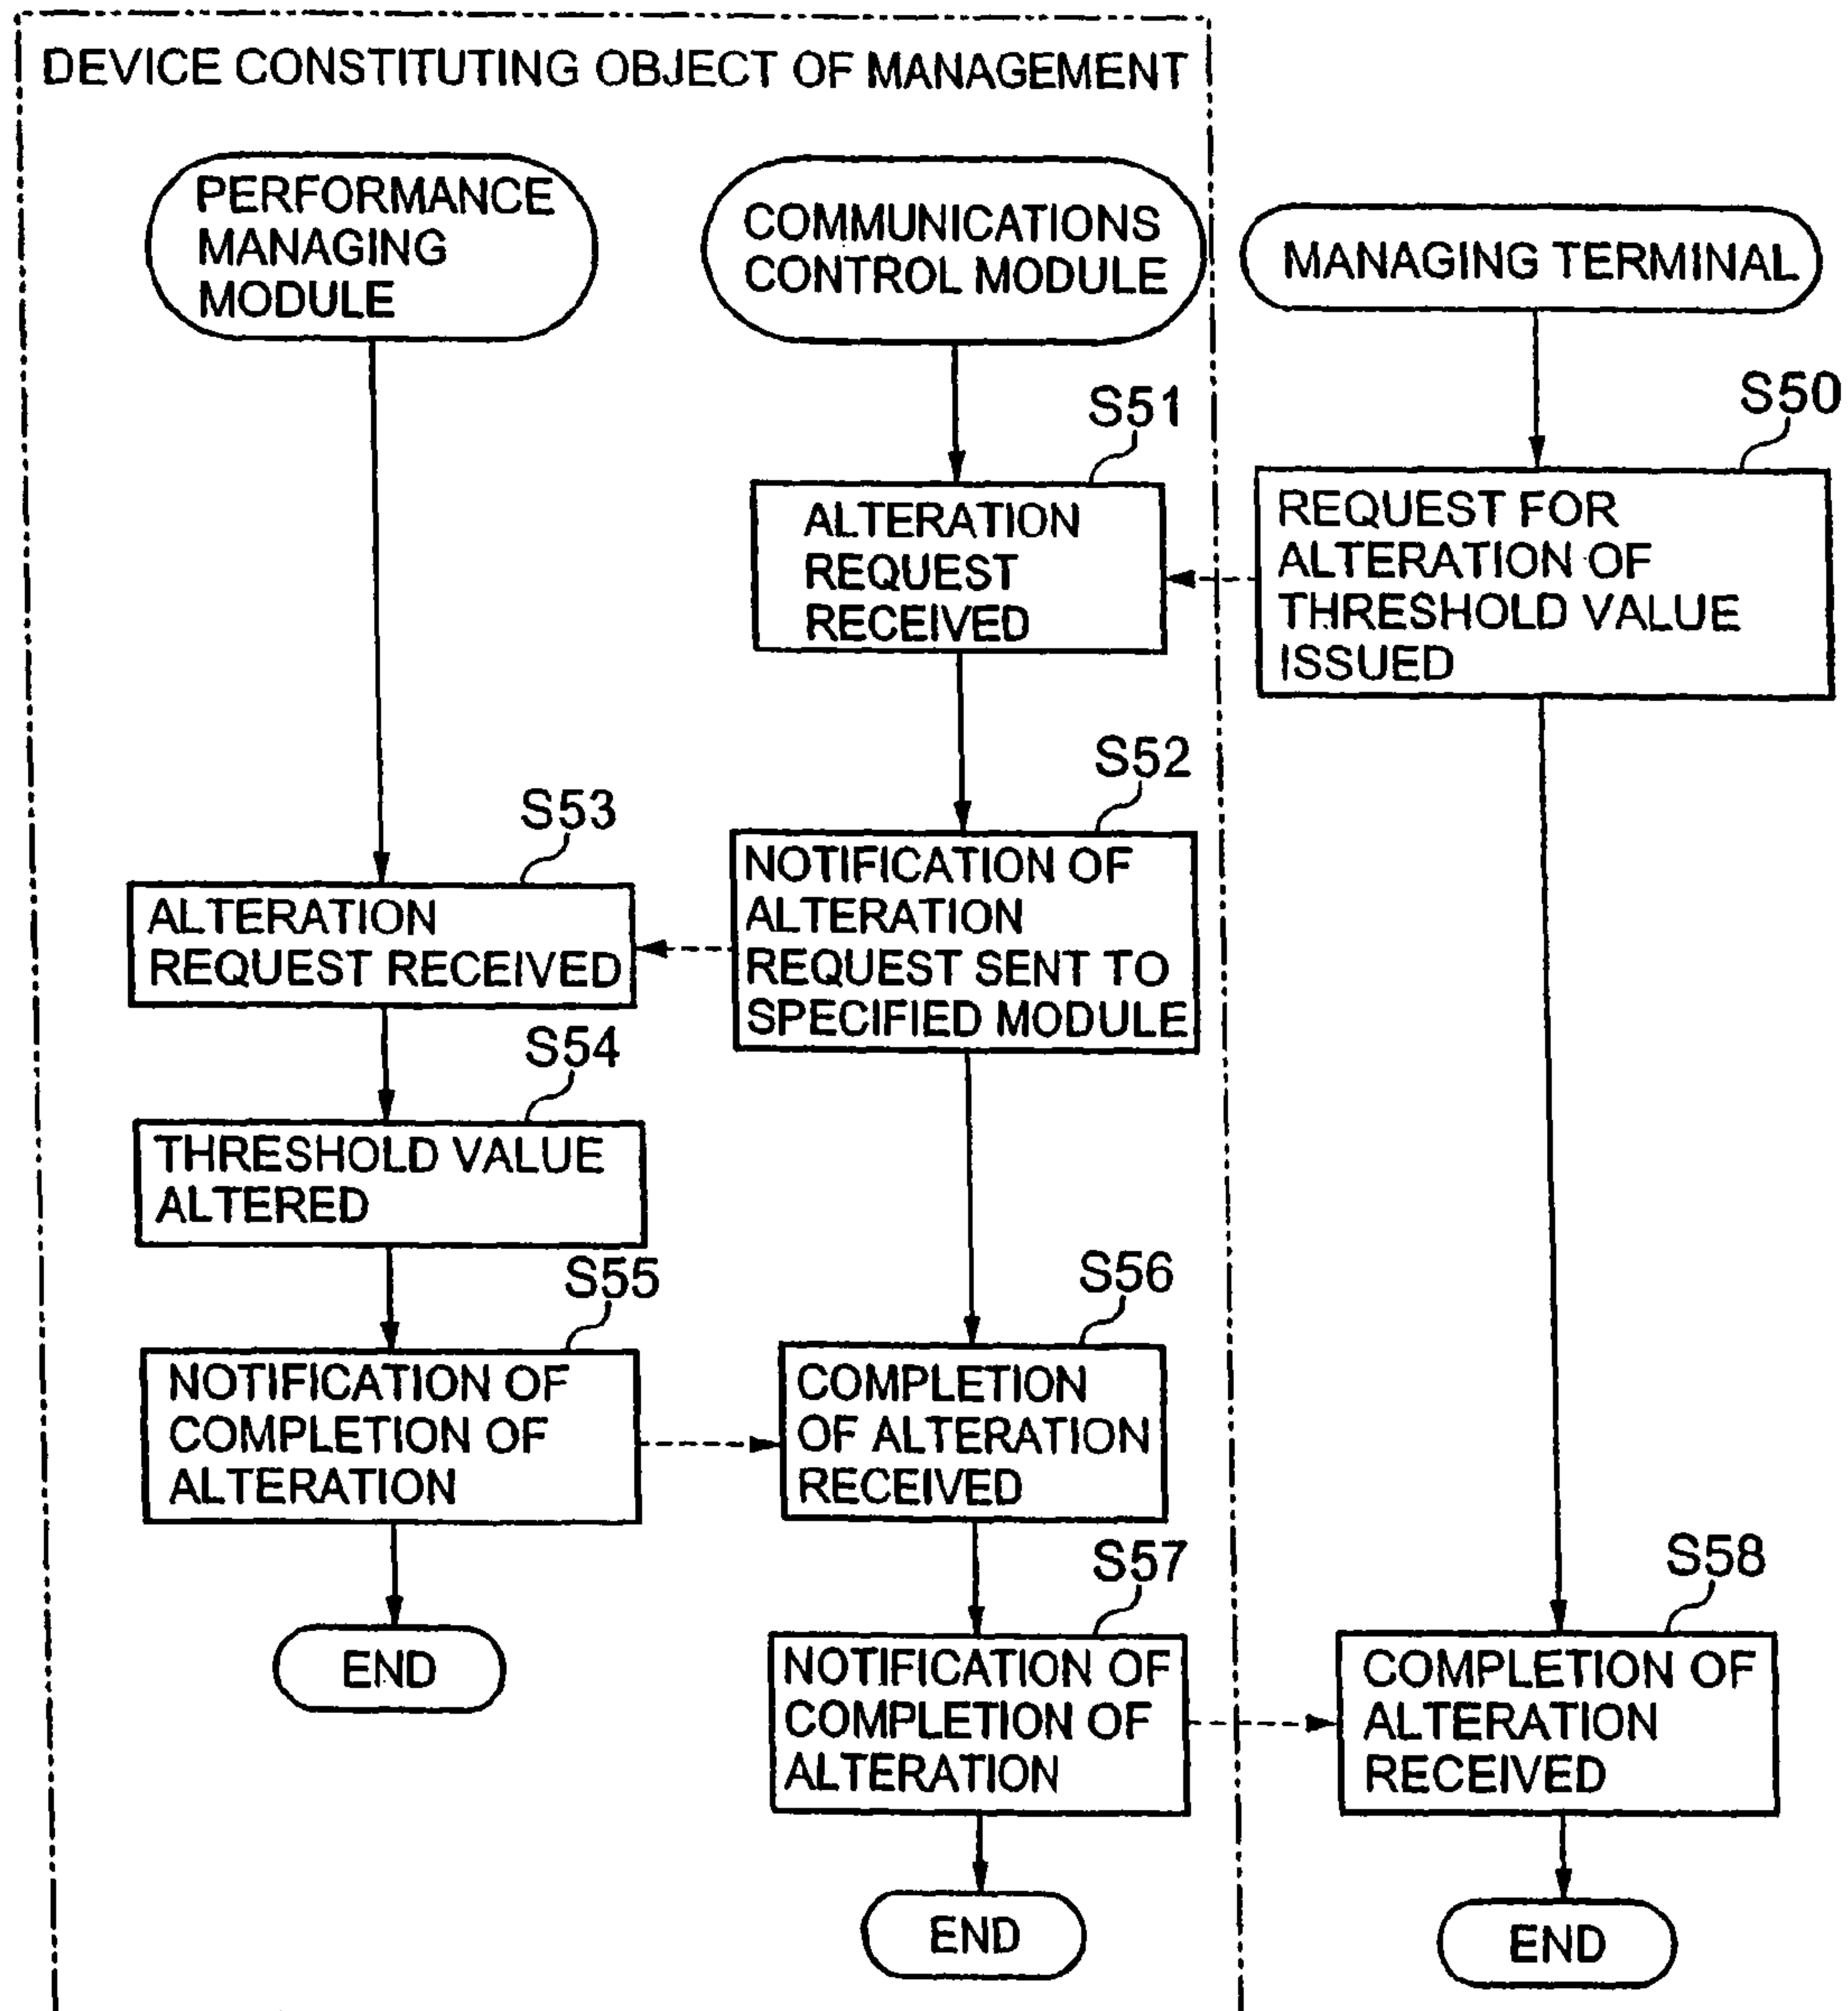 DEVICE CONSTITUTING OBJECT OF MANAGEMENT
PERFORMANCE
MANAGING
MODULE
COMMUNICATIONS
CONTROL MODULE
MANAGING TERMINAL
S50
REQUEST FOR
ALTERATION OF
THRESHOLD VALUE
ISSUED
S51
ALTERATION
REQUEST
RECEIVED
S52
NOTIFICATION OF
ALTERATION
REQUEST SENT TO
SPECIFIED MODULE
S53
ALTERATION
REQUEST RECEIVED
S54
THRESHOLD VALUE
ALTERED
S55
NOTIFICATION OF
COMPLETION OF
ALTERATION
END
S56
COMPLETION
OF ALTERATION
RECEIVED
S57
NOTIFICATION OF
COMPLETION OF
ALTERATION
END
S58
COMPLETION OF
ALTERATION
RECEIVED
END